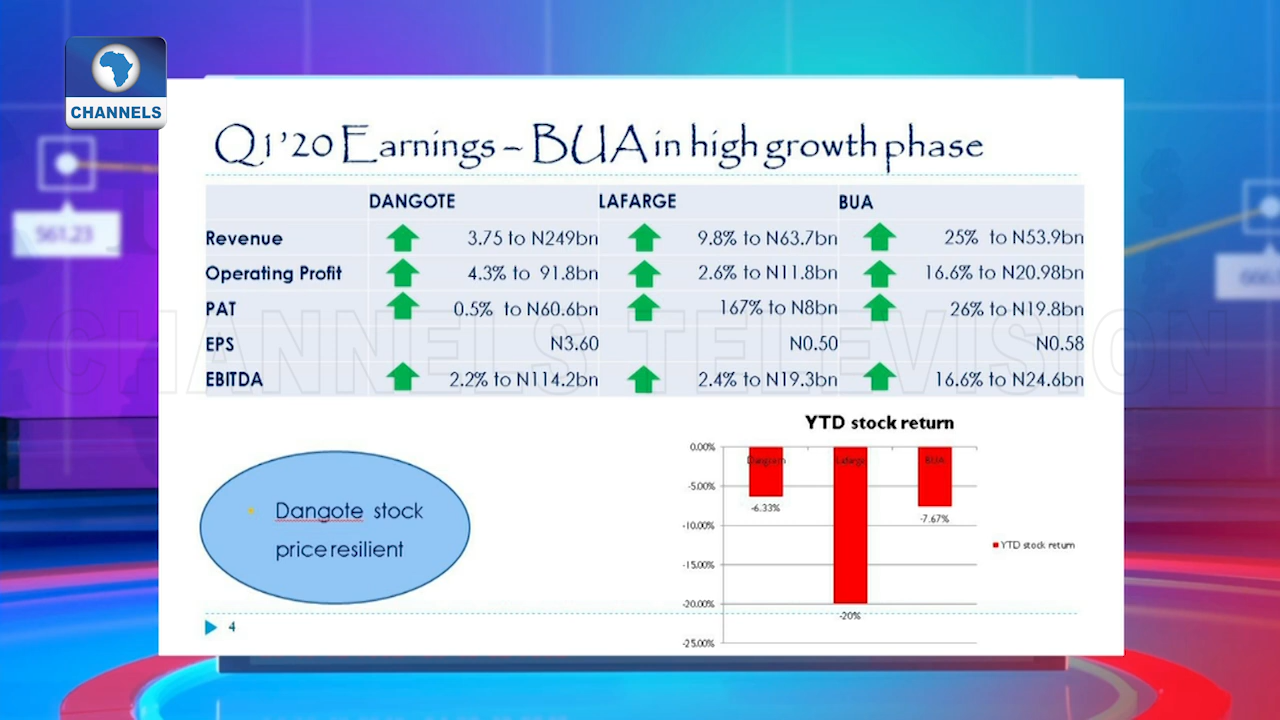 CHANNELS
Q1'20 Earnings – BUA in high growth phase
DANGOTE LAFARGE BUA
Revenue 3.75 to N249bn 9.8% to N63.7bn 25% to N53.9bn
Operating Profit 4.3% to 91.8bn 2.6% to N11.8bn 16.6% to N20.98bn
PAT 0.5% to N60.6bn 167% to N8bn 26% to N19.8bn
EPS N3.60 N0.50 N0.58
EBITDA 2.2% to N114.2bn 2.4% to N19.3bn 16.6% to N24.6bn
CHANNELS TELEVISION
YTD stock return
0.00%
Dangcem Lafarge BUA
-5.00%
-6.33%
-7.67%
-10.00%
-15.00%
-20.00%
-20%
-25.00%
YTD stock return
Dangote stock
price resilient
4
561.23